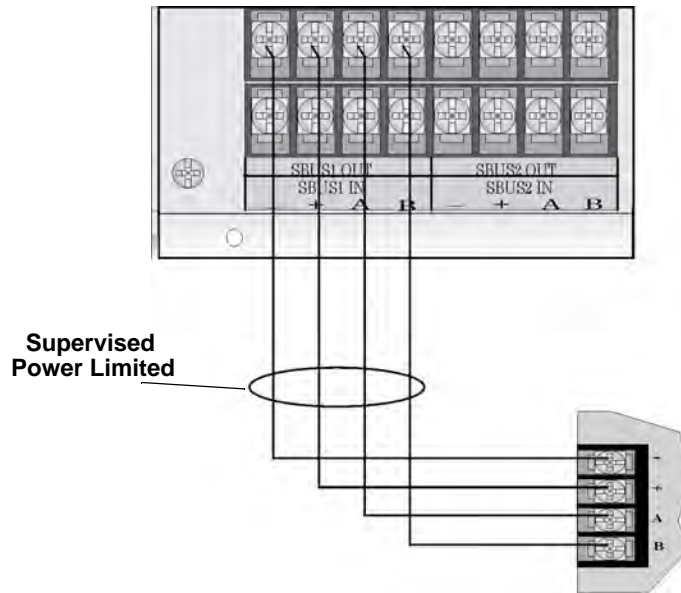 SBUS1 OUT SBUS2 OUT
SBUS1 IN SBUS2 IN
– + A B – + A B
Supervised
Power Limited
–
+
A
B